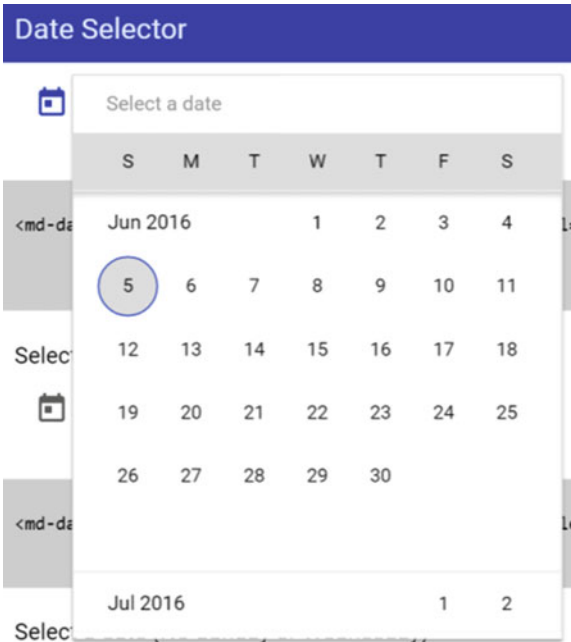 Date Selector
Select a date
S M T W T F S
<md-da
Jun 2016 1 2 3 4
5 6 7 8 9 10 11
12 13 14 15 16 17 18
Selec
19 20 21 22 23 24 25
26 27 28 29 30
<md-da
Jul 2016 1 2
Selec